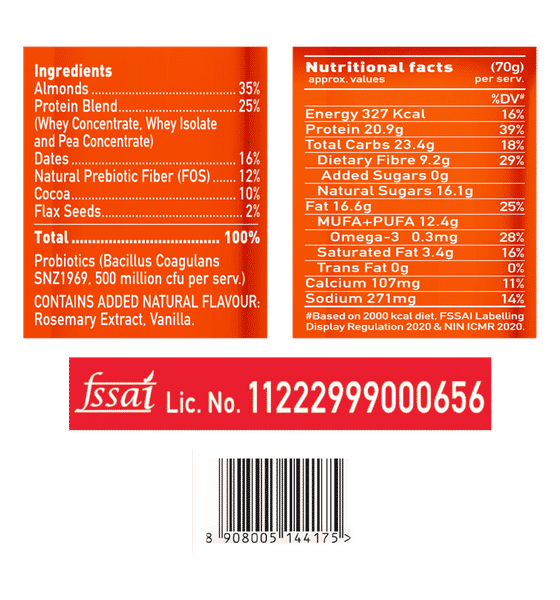 Ingredients
Almonds .......................................... 35%
Protein Blend ................................... 25%
(Whey Concentrate, Whey Isolate
and Pea Concentrate)
Dates ............................................... 16%
Natural Prebiotic Fiber (FOS) ....... 12%
Cocoa ............................................... 10%
Flax Seeds ......................................... 2%
Total ................................... 100%
Probiotics (Bacillus Coagulans
SNZ1969, 500 million cfu per serv.)
CONTAINS ADDED NATURAL FLAVOUR:
Rosemary Extract, Vanilla.
Nutritional facts (70g)
approx. values per serv.
%DV#
Energy 327 Kcal 16%
Protein 20.9g 39%
Total Carbs 23.4g 18%
Dietary Fibre 9.2g 29%
Added Sugars 0g
Natural Sugars 16.1g
Fat 16.6g 25%
MUFA+PUFA 12.4g
Omega-3 0.3mg 28%
Saturated Fat 3.4g 16%
Trans Fat 0g 0%
Calcium 107mg 11%
Sodium 271mg 14%
#Based on 2000 kcal diet, FSSAI Labelling
Display Regulation 2020 & NIN ICMR 2020.
fssai Lic. No. 11222999000656
8 908005 144175 >